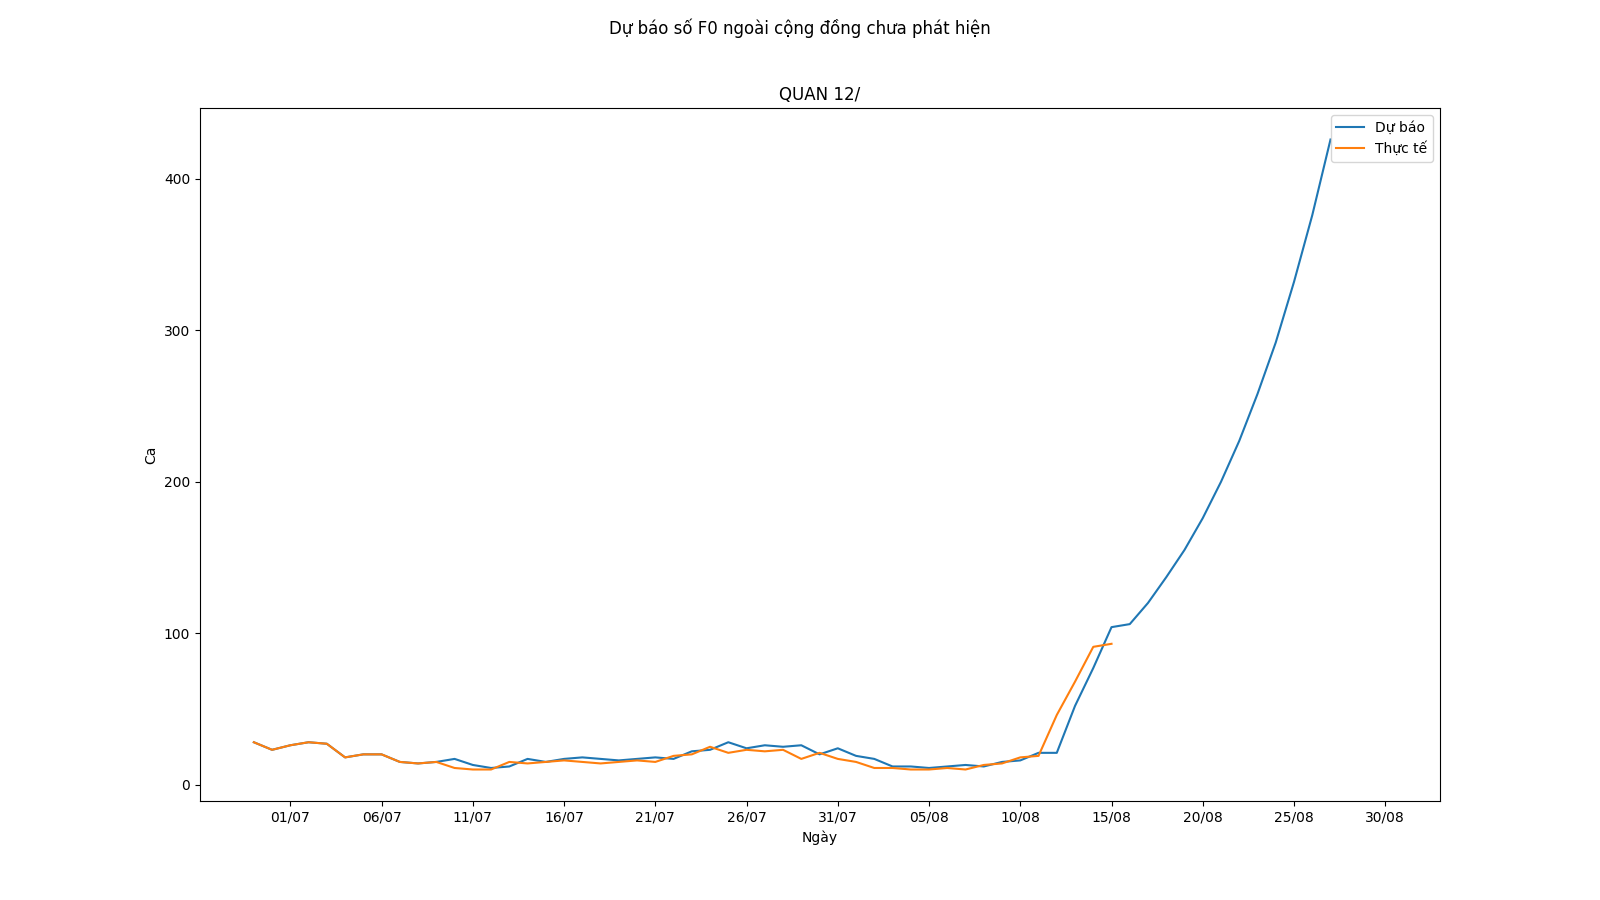 Dự báo số F0 ngoài cộng đồng chưa phát hiện
QUAN 12/
Dự báo
Thực tế
400
300
200
100
0
Ca
01/07 06/07 11/07 16/07 21/07 26/07 31/07 05/08 10/08 15/08 20/08 25/08 30/08
Ngày